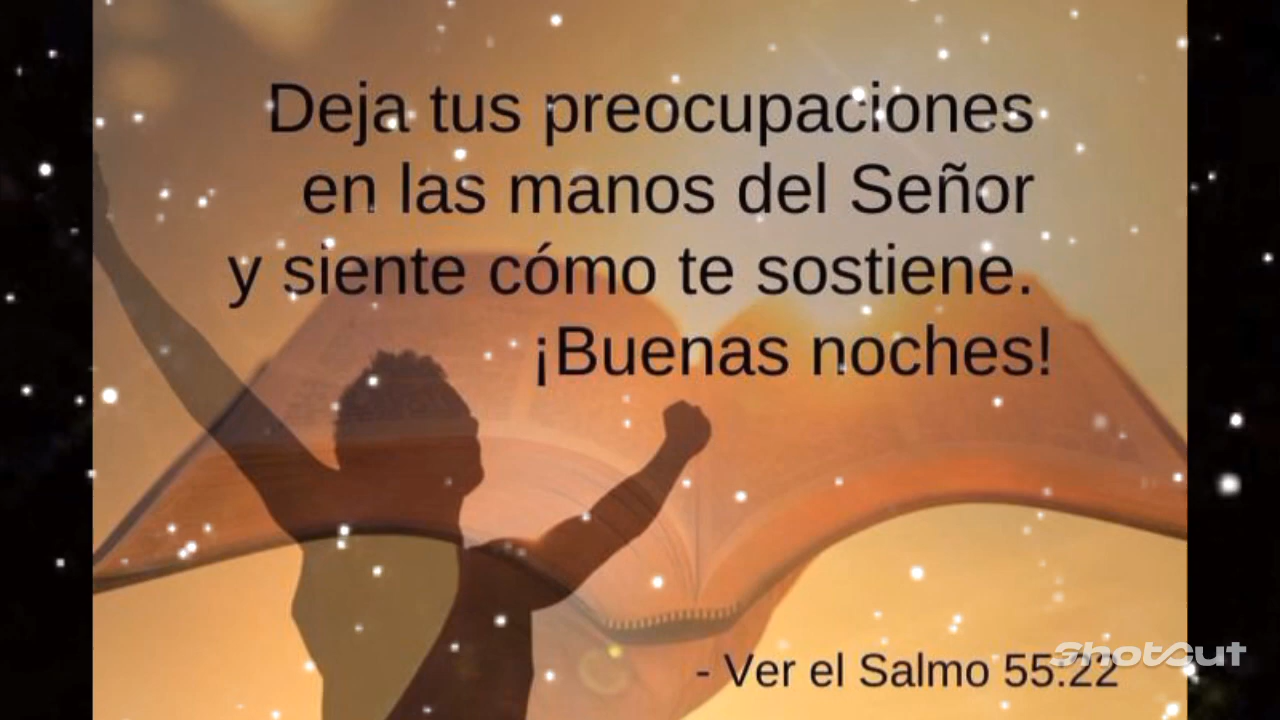 Deja tus preocupaciones
en las manos del Señor
y siente cómo te sostiene.
¡Buenas noches!
- Ver el Salmo 55:22
ShotCut